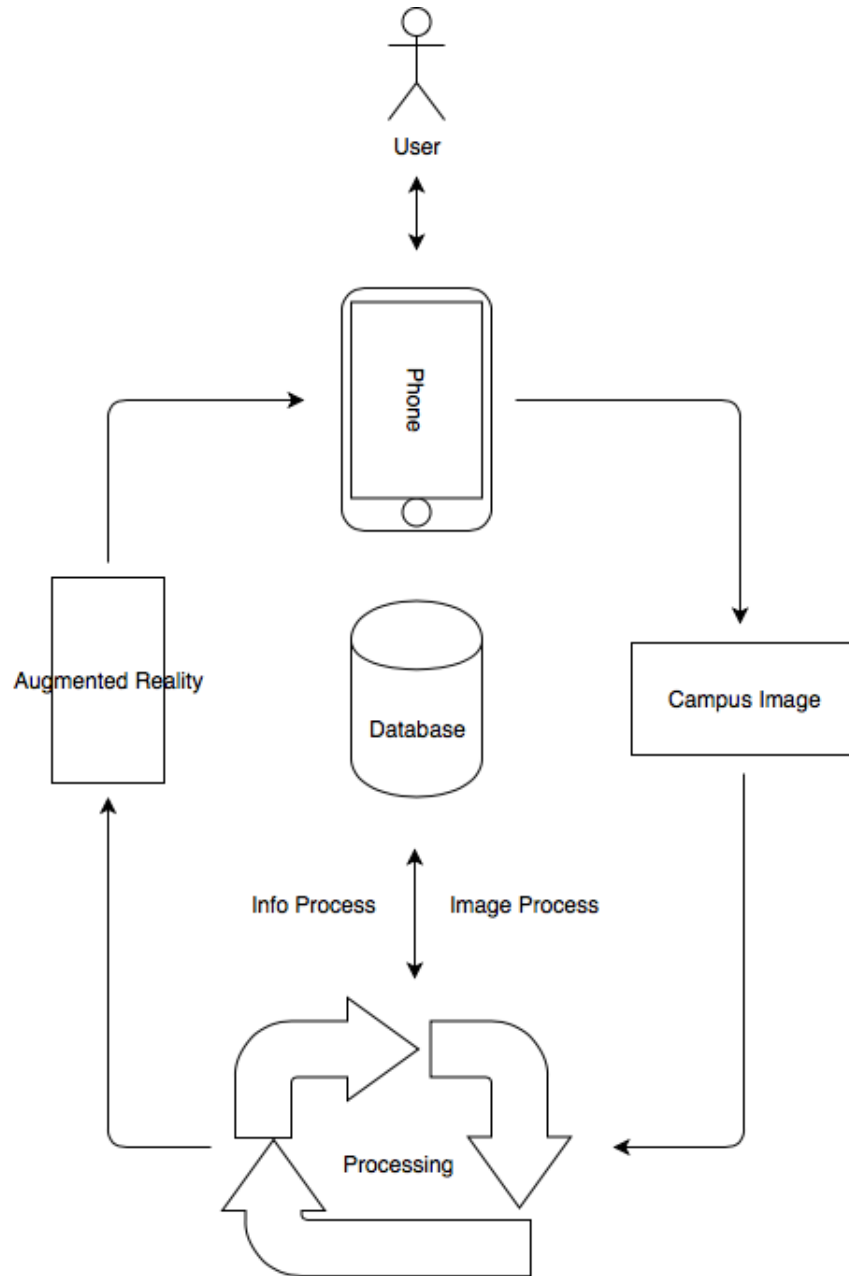 User
Phone
Augmented Reality
Database
Campus Image
Info Process
Image Process
Processing